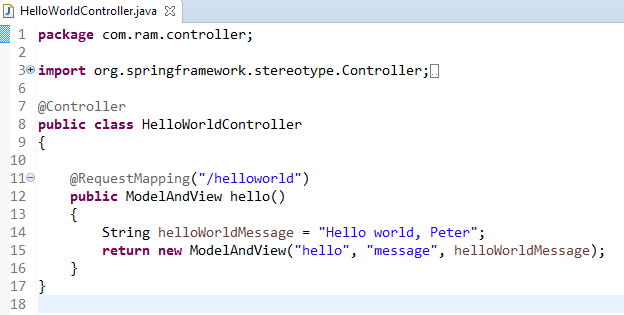 HelloWorldController.java
1 package com.ram.controller;
2
3 import org.springframework.stereotype.Controller;
6
7 @Controller
8 public class HelloWorldController
9 {
10
11 @RequestMapping("/helloworld")
12 public ModelAndView hello()
13 {
14 String helloWorldMessage = "Hello world, Peter";
15 return new ModelAndView("hello", "message", helloWorldMessage);
16 }
17 }
18